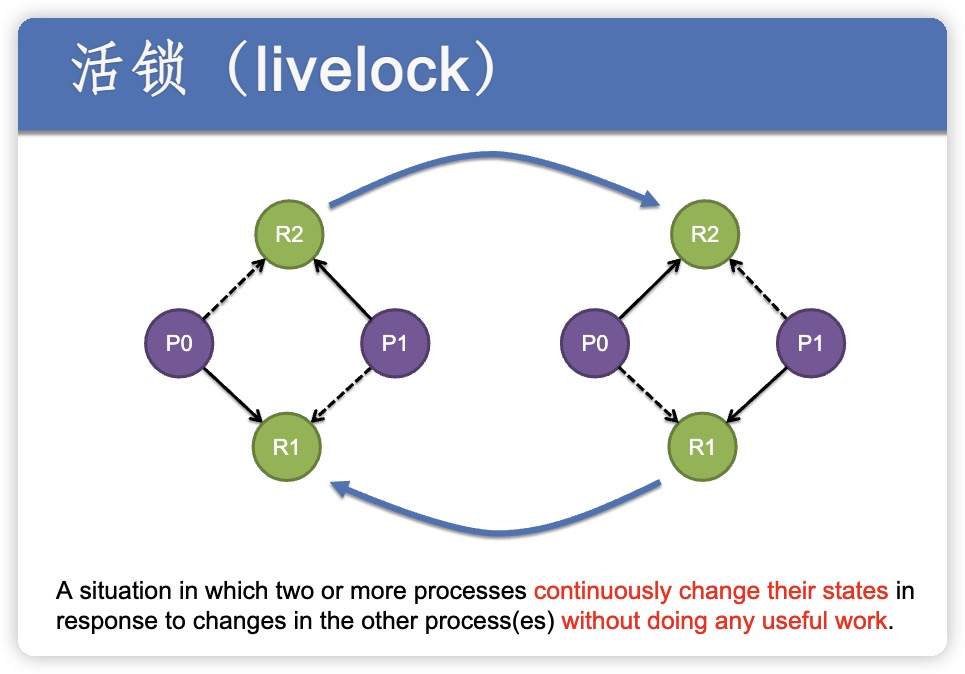 活锁（livelock）
R2
R2
P0
P1
P0
P1
R1
R1
A situation in which two or more processes continuously change their states in
response to changes in the other process(es) without doing any useful work.